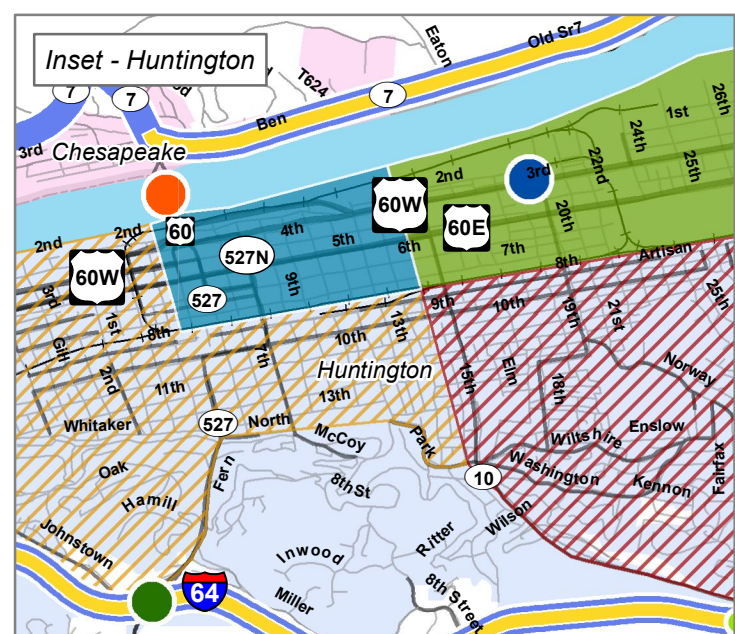 Inset - Huntington
Eaton
Old Sr7
T624
7
7
7
Ben
3rd
Chesapeake
26th
1st
24th
2nd
22nd
25th
3rd
60W
60
2nd
2nd
4th
60E
20th
5th
6th
7th
527N
8th
Artisan
60W
9th
527
25th
3rd
1st
8th
9th
10th
19th
21st
13th
10th
Gill
7th
2nd
Huntington
15th
Elm
18th
Norway
11th
13th
Whitaker
527
North
McCoy
Park
Wiltshire
Enslow
Fairfax
Oak
Fern
8thSt
10
Washington
Kennon
Hamill
Wilson
Johnstown
Inwood
Ritter
64
Miller
8th Street